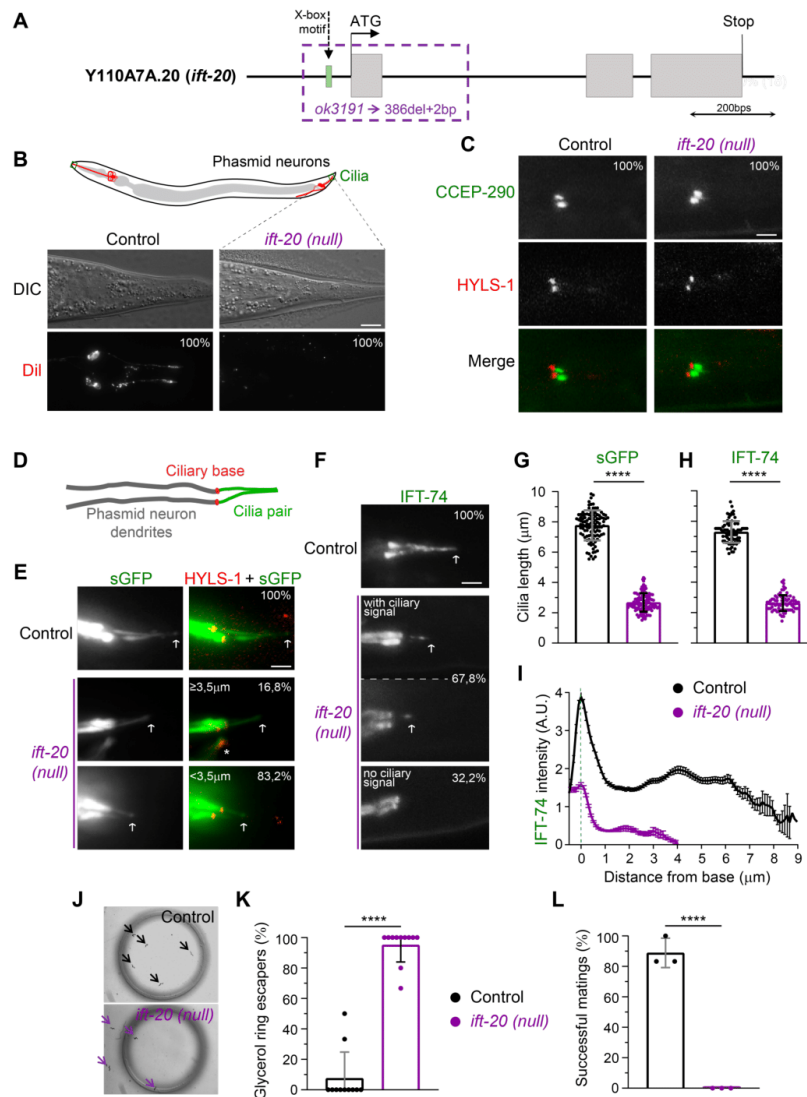 A
X-box
motif
ATG
Stop
Y110A7A.20 (ift-20)
ok3191 → 386del+2bp
200bps
B
Phasmid neurons
Cilia
Control
ift-20 (null)
DIC
DiI
100%
100%
C
Control
ift-20 (null)
CCEP-290
100%
100%
HYLS-1
Merge
D
Ciliary base
Phasmid neuron
dendrites
Cilia pair
E
sGFP
HYLS-1 + sGFP
Control
100%
ift-20
(null)
≥3,5µm
16,8%
*
<3,5µm
83,2%
F
IFT-74
Control
100%
ift-20
(null)
with ciliary
signal
67,8%
no ciliary
signal
32,2%
G
sGFP
****
Cilia length (µm)
10
8
6
4
2
0
H
IFT-74
****
I
Control
ift-20 (null)
IFT-74 intensity (A.U.)
4
3
2
1
0
0 1 2 3 4 5 6 7 8 9
Distance from base (µm)
J
Control
ift-20 (null)
K
****
Glycerol ring escapers (%)
100
80
60
40
20
0
Control
ift-20 (null)
L
****
Successful matings (%)
100
80
60
40
20
0